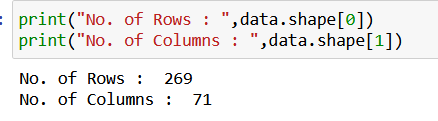 print("No. of Rows : ",data.shape[0])
print("No. of Columns : ",data.shape[1])
No. of Rows :  269
No. of Columns :  71